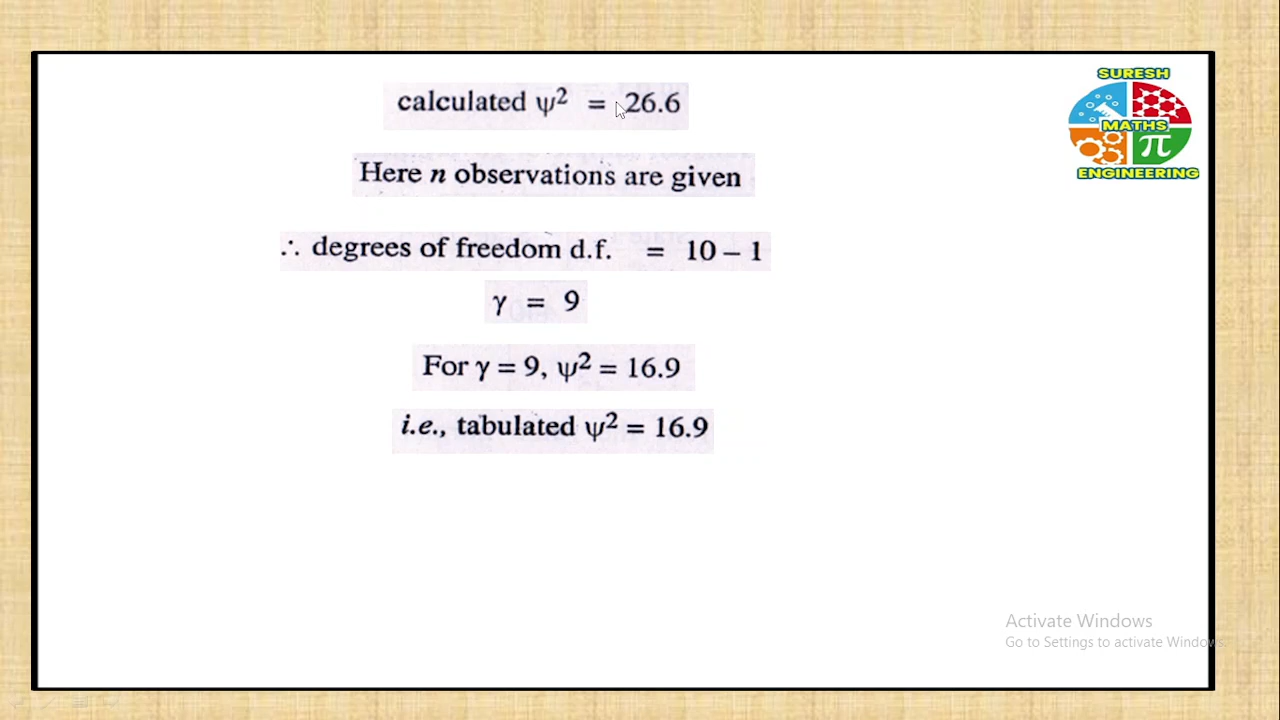 SURESH
MATHS
π
ENGINEERING
calculated ψ² = 26.6
Here n observations are given
∴ degrees of freedom d.f. = 10 – 1
γ = 9
For γ = 9, ψ² = 16.9
i.e., tabulated ψ² = 16.9
Activate Windows
Go to Settings to activate Windows.